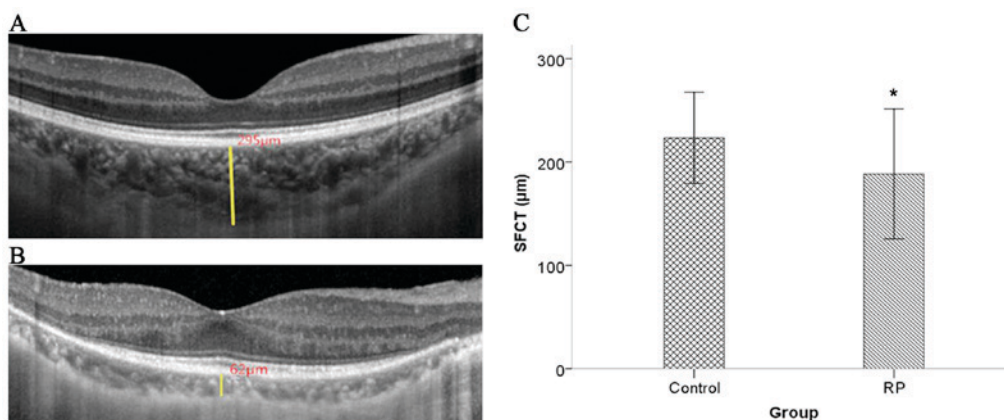 A
295μm
B
62μm
C
300
200
100
0
SFCT (μm)
*
Control
RP
Group